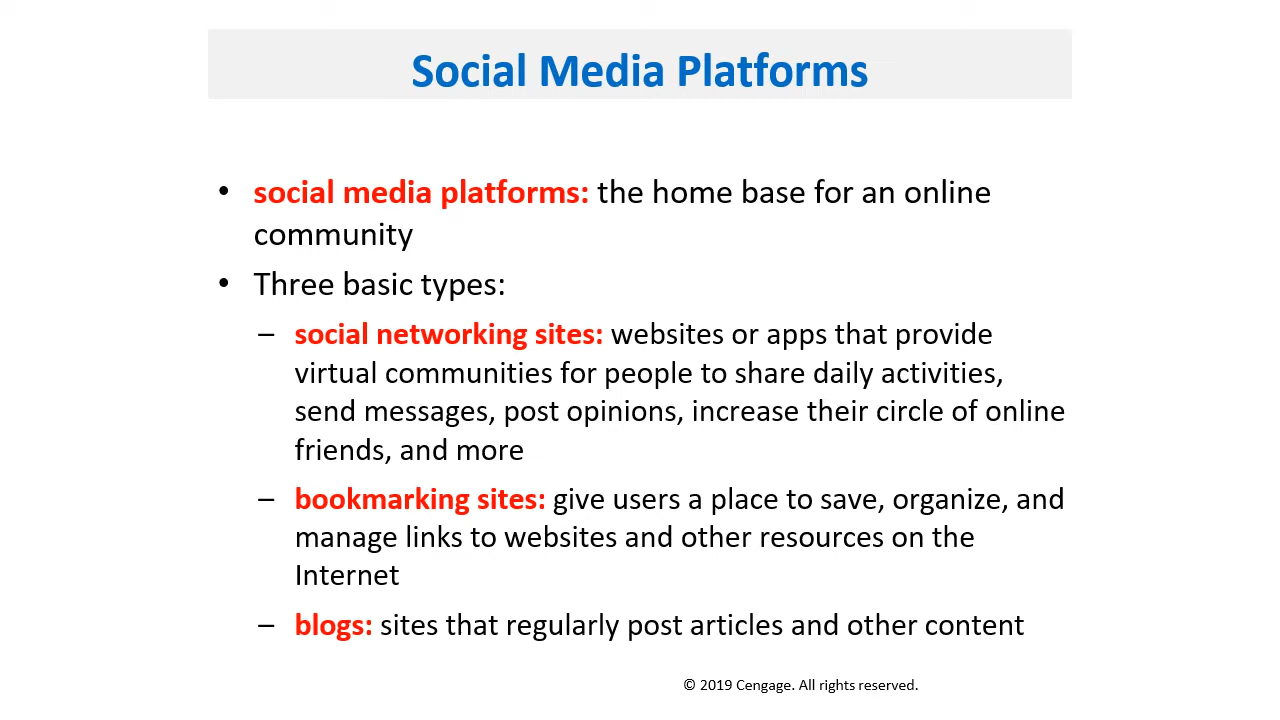 Social Media Platforms
• social media platforms: the home base for an online
community
• Three basic types:
– social networking sites: websites or apps that provide
virtual communities for people to share daily activities,
send messages, post opinions, increase their circle of online
friends, and more
– bookmarking sites: give users a place to save, organize, and
manage links to websites and other resources on the
Internet
– blogs: sites that regularly post articles and other content
© 2019 Cengage. All rights reserved.